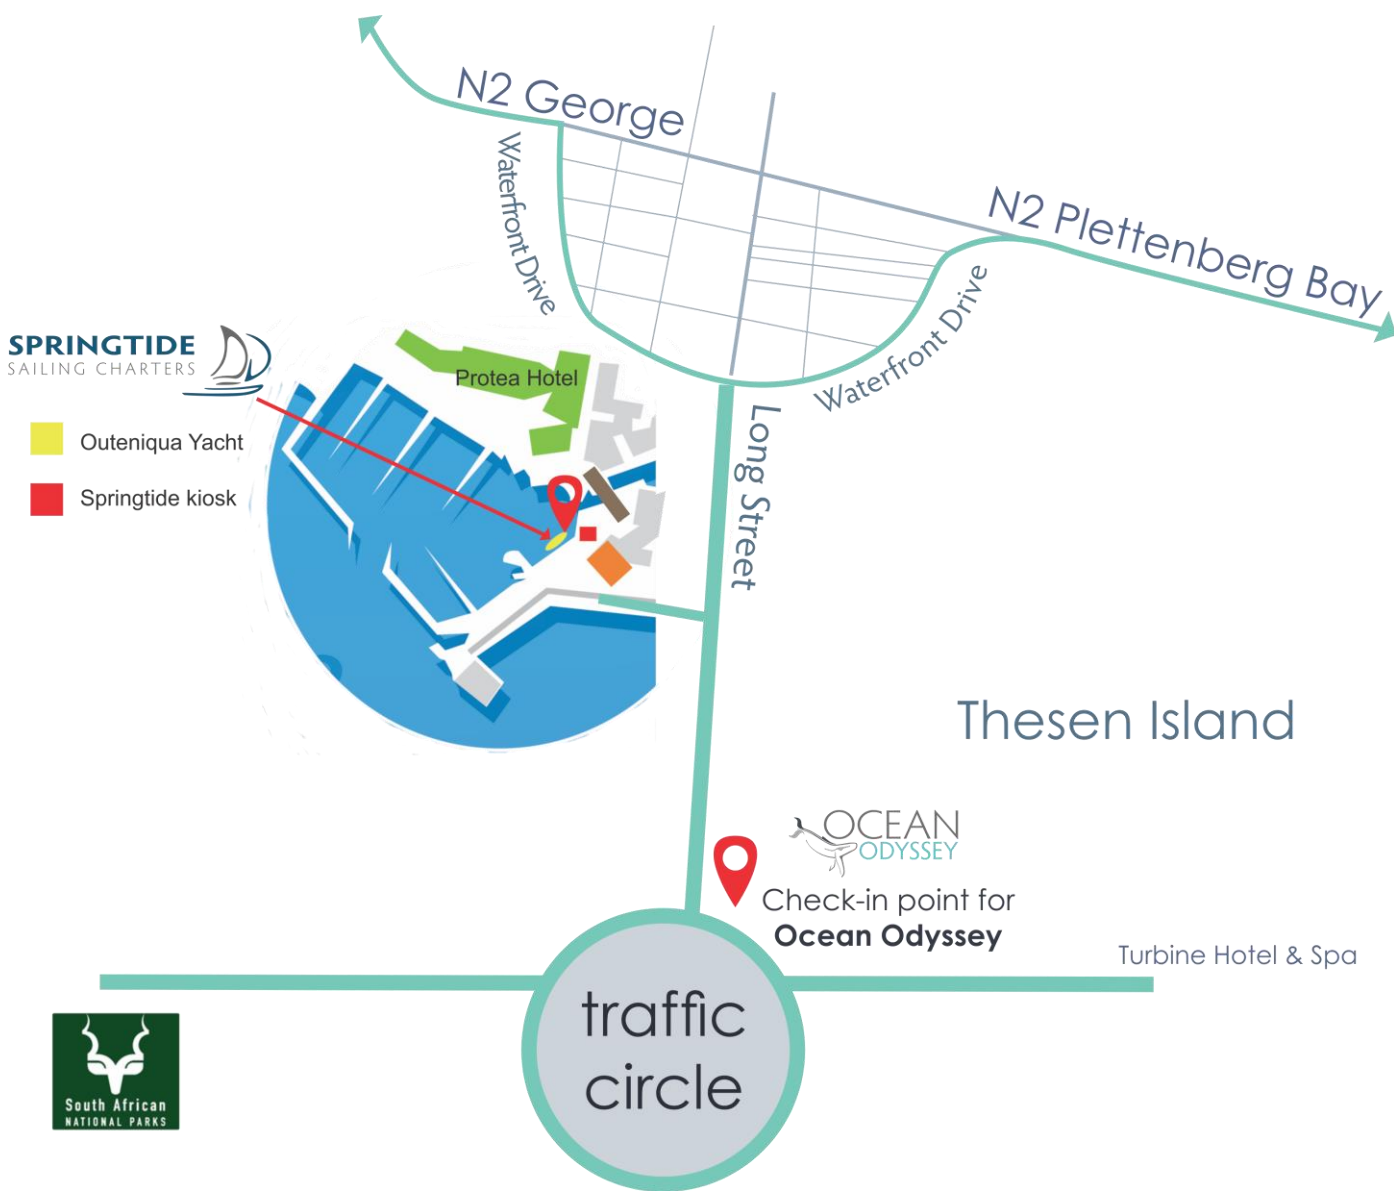 N2 George
Waterfront Drive
N2 Plettenberg Bay
Waterfront Drive
SPRINGTIDE
SAILING CHARTERS
Protea Hotel
Outeniqua Yacht
Springtide kiosk
Long Street
Thesen Island
OCEAN
ODYSSEY
Check-in point for
Ocean Odyssey
Turbine Hotel & Spa
traffic
circle
South African
NATIONAL PARKS